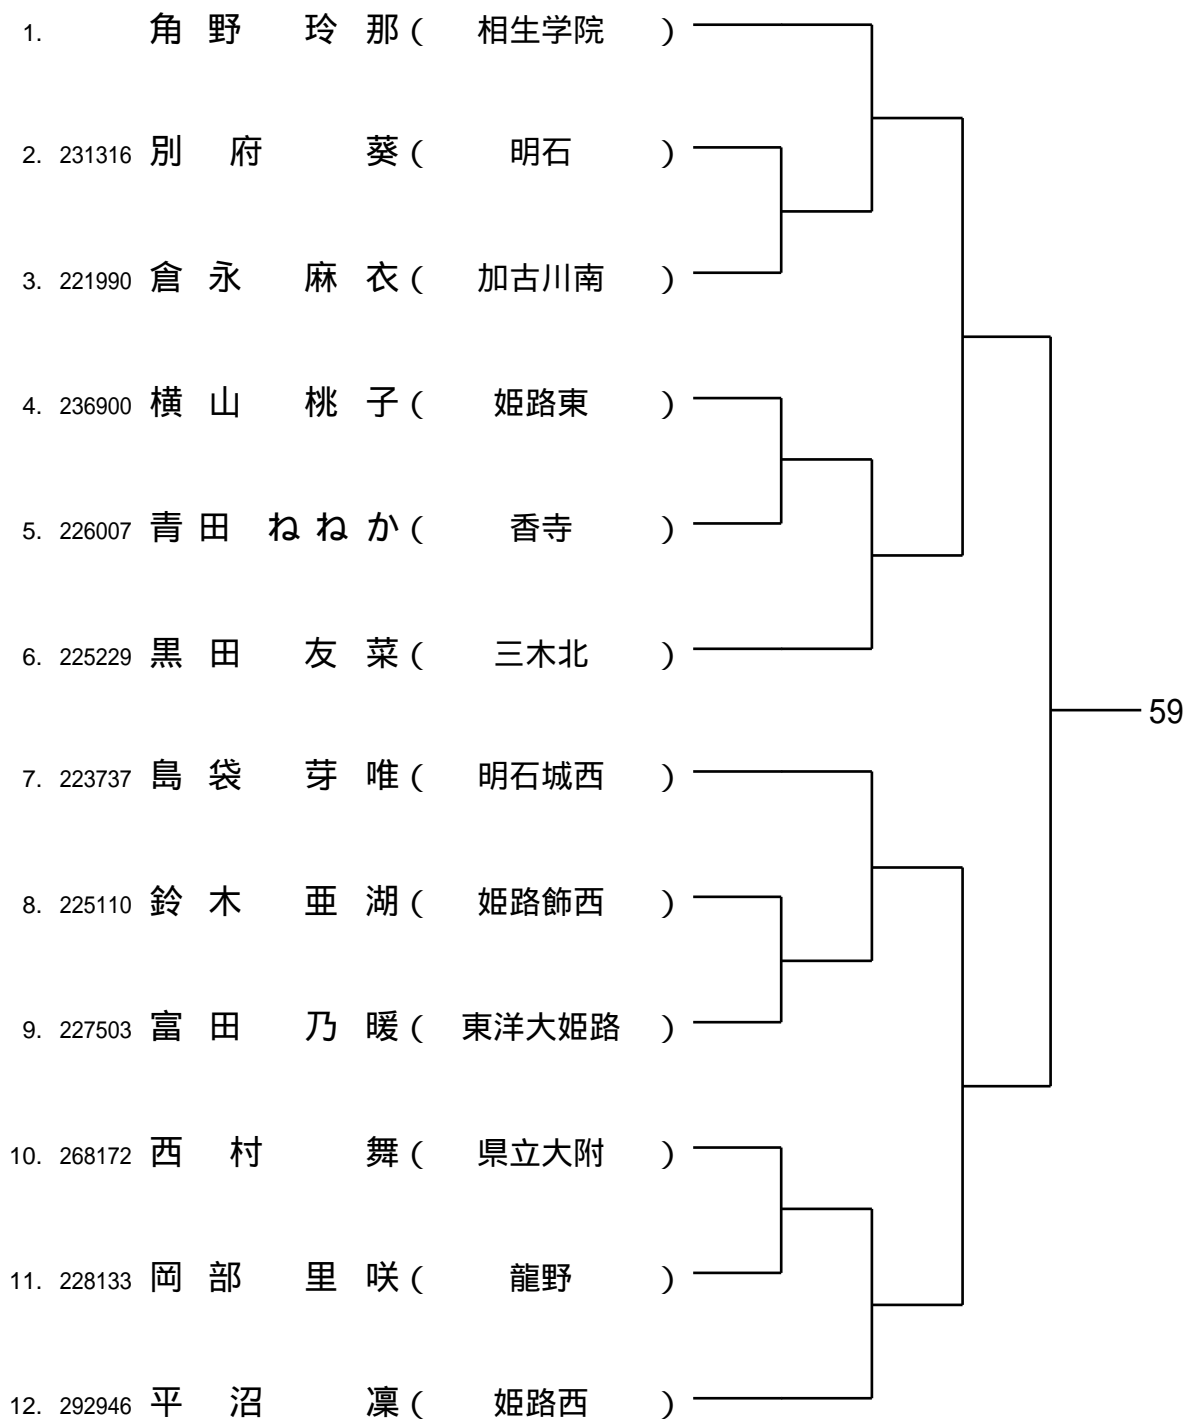 1. 角野 玲那 ( 相生学院 )
2. 231316 別府 葵 ( 明石 )
3. 221990 倉永 麻衣 ( 加古川南 )
4. 236900 横山 桃子 ( 姫路東 )
5. 226007 青田 ねねか ( 香寺 )
6. 225229 黒田 友菜 ( 三木北 )
59
7. 223737 島袋 芽唯 ( 明石城西 )
8. 225110 鈴木 亜湖 ( 姫路飾西 )
9. 227503 富田 乃暖 ( 東洋大姫路 )
10. 268172 西村 舞 ( 県立大附 )
11. 228133 岡部 里咲 ( 龍野 )
12. 292946 平沼 凜 ( 姫路西 )